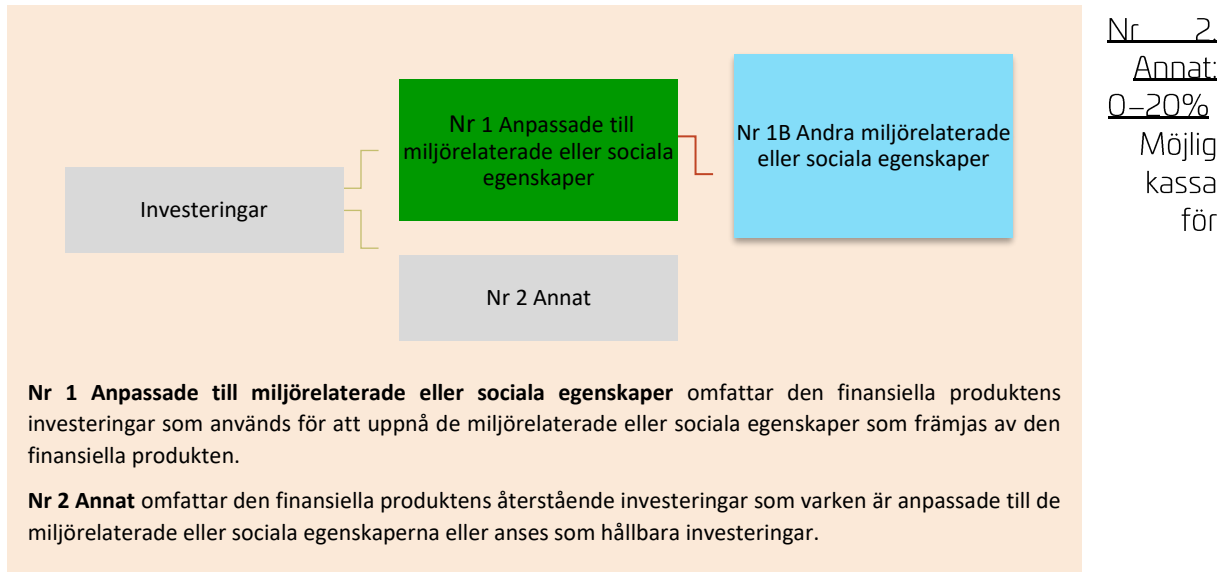 Investeringar
Nr 1 Anpassade till
miljörelaterade eller sociala
egenskaper
Nr 1B Andra miljörelaterade
eller sociala egenskaper
Nr 2 Annat
Nr 1 Anpassade till miljörelaterade eller sociala egenskaper omfattar den finansiella produktens
investeringar som används för att uppnå de miljörelaterade eller sociala egenskaper som främjas av den
finansiella produkten.
Nr 2 Annat omfattar den finansiella produktens återstående investeringar som varken är anpassade till de
miljörelaterade eller sociala egenskaperna eller anses som hållbara investeringar.
Nr 2.
Annat:
0–20%
Möjlig
kassa
för